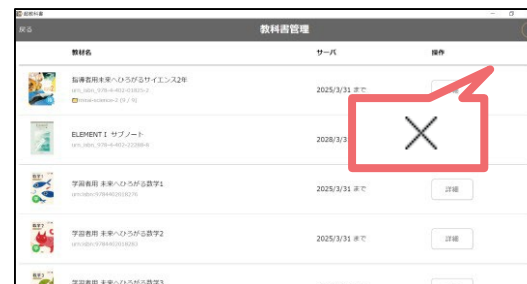 超教科書
戻る
教科書管理
教材名 サーバ 操作
指導者用未来へひろがるサイエンス2年
2025/3/31 まで
ELEMENT I サブノート
2028/3/3
学習者用 未来へひろがる数学1
2025/3/31 まで
詳細
学習者用 未来へひろがる数学2
2025/3/31 まで
詳細
学習者用 未来へひろがる数学3